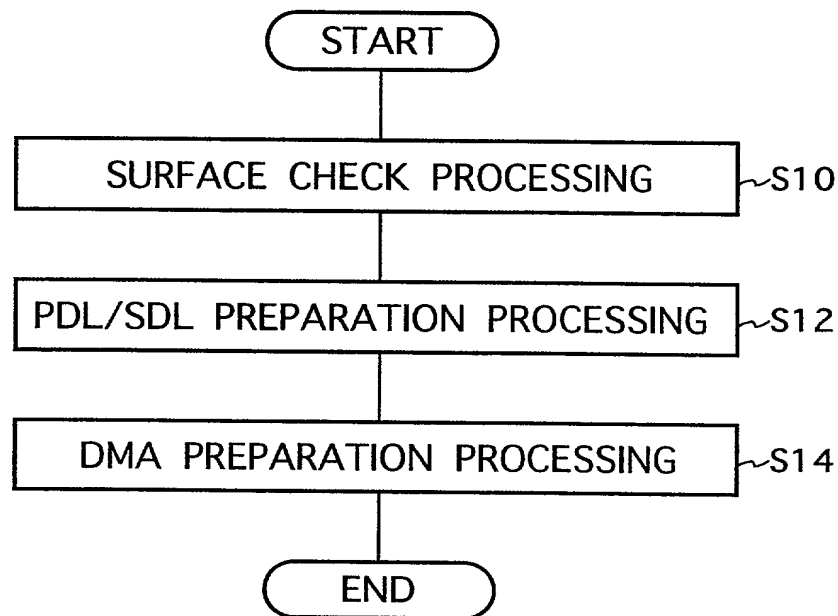 START
SURFACE CHECK PROCESSING S10
PDL/SDL PREPARATION PROCESSING S12
DMA PREPARATION PROCESSING S14
END